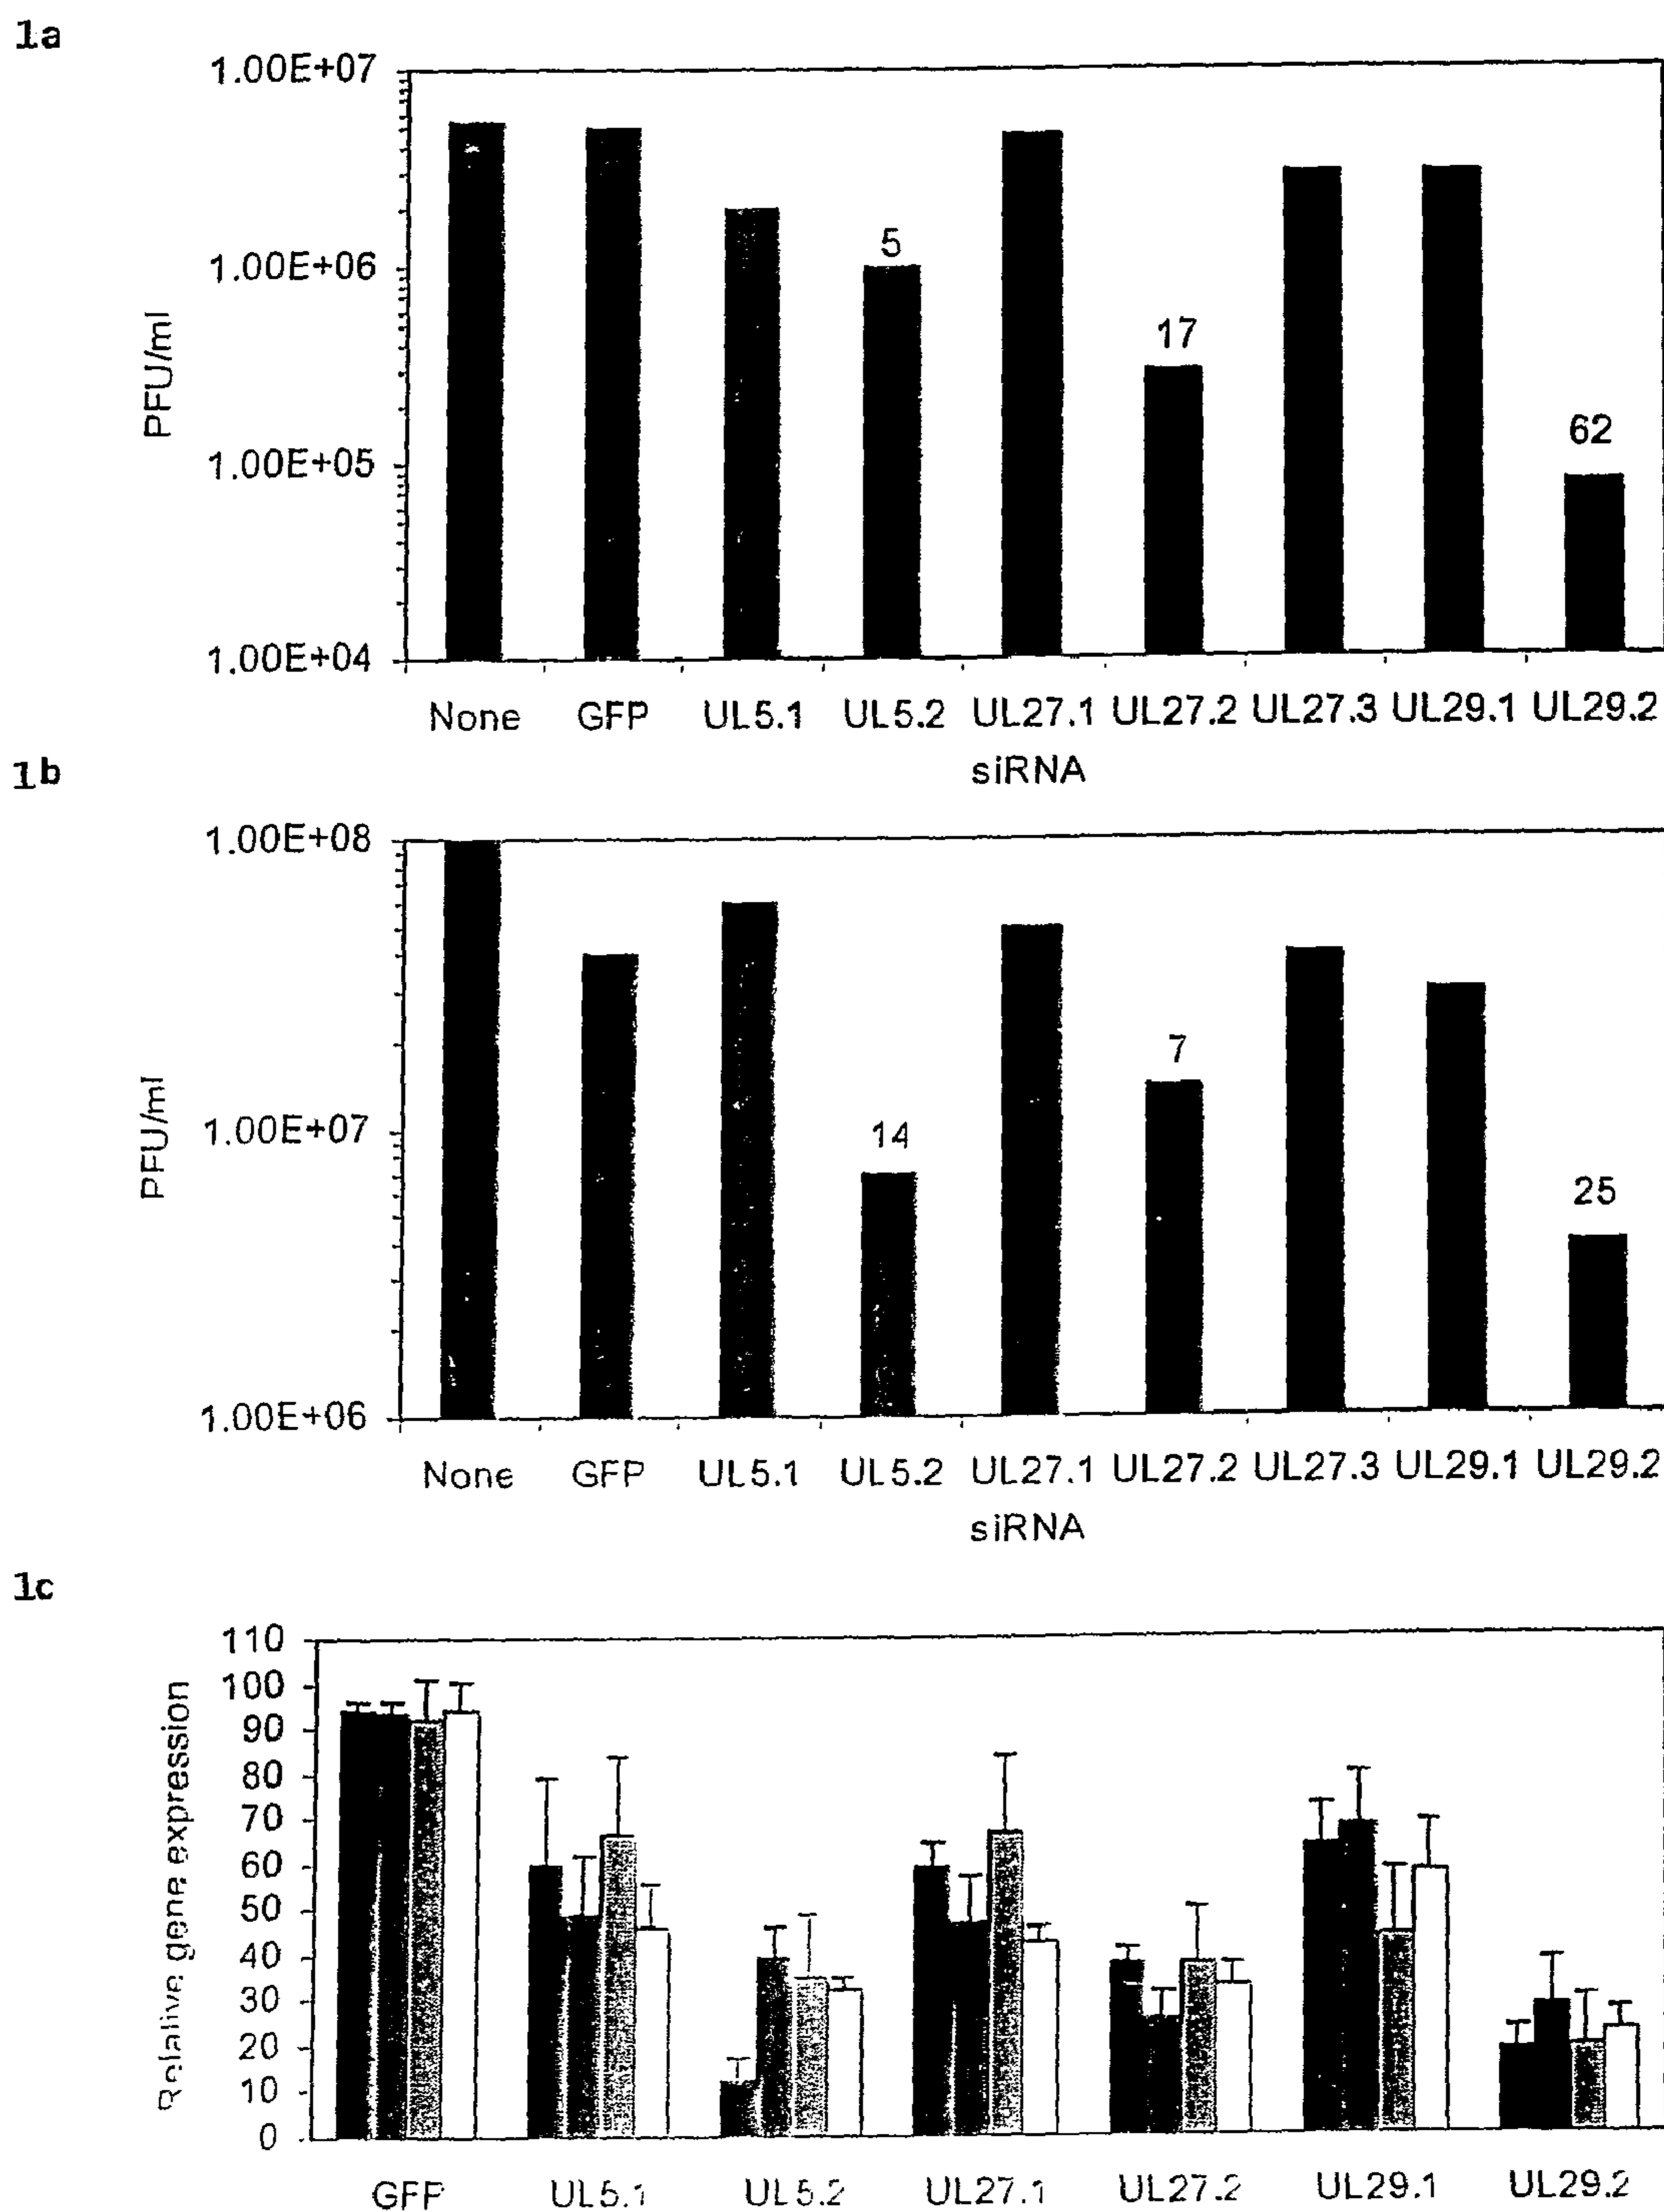 1a
1.00E+07
1.00E+06
1.00E+05
1.00E+04
PFU/ml
5
17
62
None GFP UL5.1 UL5.2 UL27.1 UL27.2 UL27.3 UL29.1 UL29.2
siRNA
1b
1.00E+08
1.00E+07
1.00E+06
PFU/ml
14
7
25
None GFP UL5.1 UL5.2 UL27.1 UL27.2 UL27.3 UL29.1 UL29.2
siRNA
1c
110
100
90
80
70
60
50
40
30
20
10
0
Relative gene expression
GFP UL5.1 UL5.2 UL27.1 UL27.2 UL29.1 UL29.2